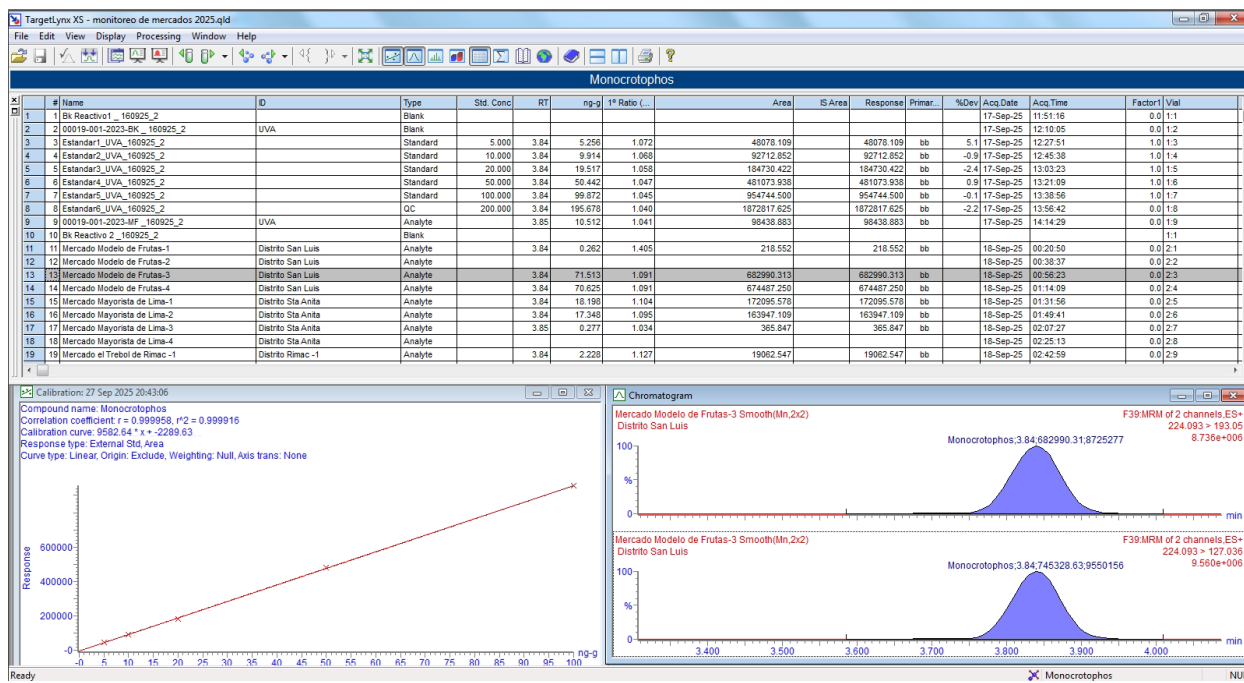 TargetLynx XS - monitoreo de mercados 2025.qld
File Edit View Display Processing Window Help
Monocrotophos
# Name ID Type Std. Conc RT ng-g 1º Ratio (... Area IS Area Response Primar... %Dev Acq.Date Acq.Time Factor1 Vial
1 1 Bk Reactivo1 _ 160925_2 Blank 17-Sep-25 11:51:16 0.0 1:1
2 2 00019-001-2023-BK _ 160925_2 UVA Blank 17-Sep-25 12:10:05 0.0 1:2
3 3 Estandar1_UVA_160925_2 Standard 5.000 3.84 5.256 1.072 48078.109 48078.109 bb 5.1 17-Sep-25 12:27:51 1.0 1:3
4 4 Estandar2_UVA_160925_2 Standard 10.000 3.84 9.914 1.068 92712.852 92712.852 bb -0.9 17-Sep-25 12:45:38 1.0 1:4
5 5 Estandar3_UVA_160925_2 Standard 20.000 3.84 19.517 1.058 184730.422 184730.422 bb -2.4 17-Sep-25 13:03:23 1.0 1:5
6 6 Estandar4_UVA_160925_2 Standard 50.000 3.84 50.442 1.047 481073.938 481073.938 bb 0.9 17-Sep-25 13:21:09 1.0 1:6
7 7 Estandar5_UVA_160925_2 Standard 100.000 3.84 99.872 1.045 954744.500 954744.500 bb -0.1 17-Sep-25 13:38:56 1.0 1:7
8 8 Estandar6_UVA_160925_2 QC 200.000 3.84 195.678 1.040 1872817.625 1872817.625 bb -2.2 17-Sep-25 13:56:42 0.0 1:8
9 9 00019-001-2023-MF _160925_2 UVA Analyte 3.85 10.512 1.041 98438.883 98438.883 bb 17-Sep-25 14:14:29 0.0 1:9
10 10 Bk Reactivo 2 _160925_2 Blank 1:1
11 11 Mercado Modelo de Frutas-1 Distrito San Luis Analyte 3.84 0.262 1.405 218.552 218.552 bb 18-Sep-25 00:20:50 0.0 2:1
12 12 Mercado Modelo de Frutas-2 Distrito San Luis Analyte 18-Sep-25 00:38:37 0.0 2:2
13 13 Mercado Modelo de Frutas-3 Distrito San Luis Analyte 3.84 71.513 1.091 682990.313 682990.313 bb 18-Sep-25 00:56:23 0.0 2:3
14 14 Mercado Modelo de Frutas-4 Distrito San Luis Analyte 3.84 70.625 1.091 674487.250 674487.250 bb 18-Sep-25 01:14:09 0.0 2:4
15 15 Mercado Mayorista de Lima-1 Distrito Sta Anita Analyte 3.84 18.198 1.104 172095.578 172095.578 bb 18-Sep-25 01:31:56 0.0 2:5
16 16 Mercado Mayorista de Lima-2 Distrito Sta Anita Analyte 3.84 17.348 1.095 163947.109 163947.109 bb 18-Sep-25 01:49:41 0.0 2:6
17 17 Mercado Mayorista de Lima-3 Distrito Sta Anita Analyte 3.85 0.277 1.034 365.847 365.847 bb 18-Sep-25 02:07:27 0.0 2:7
18 18 Mercado Mayorista de Lima-4 Distrito Sta Anita Analyte 18-Sep-25 02:25:13 0.0 2:8
19 19 Mercado el Trebol de Rimac -1 Distrito Rimac -1 Analyte 3.84 2.228 1.127 19062.547 19062.547 bb 18-Sep-25 02:42:59 0.0 2:9
Calibration: 27 Sep 2025 20:43:06
Compound name: Monocrotophos
Correlation coefficient: r = 0.999958, r^2 = 0.999916
Calibration curve: 9582.64 * x + -2289.63
Response type: External Std, Area
Curve type: Linear, Origin: Exclude, Weighting: Null, Axis trans: None
Response
600000
400000
200000
-0
-0 5 10 15 20 25 30 35 40 45 50 55 60 65 70 75 80 85 90 95 100
ng-g
Chromatogram
Mercado Modelo de Frutas-3 Smooth(Mn,2x2)
Distrito San Luis
F39:MRM of 2 channels,ES+
224.093 > 193.05
8.736e+006
Monocrotophos;3.84;682990.31;8725277
100
%
0
min
Mercado Modelo de Frutas-3 Smooth(Mn,2x2)
Distrito San Luis
F39:MRM of 2 channels,ES+
224.093 > 127.036
9.560e+006
Monocrotophos;3.84;745328.63;9550156
100
%
0
min
3.400 3.500 3.600 3.700 3.800 3.900 4.000
Ready Monocrotophos NU